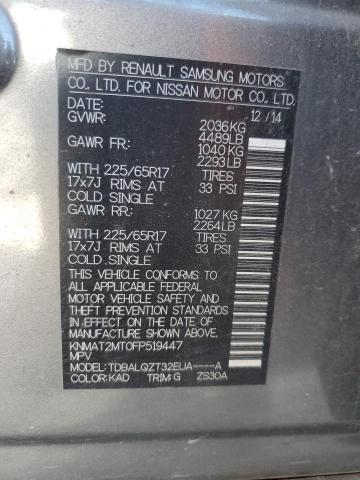 MFD BY RENAULT SAMSUNG MOTORS
CO., LTD. FOR NISSAN MOTOR CO., LTD.
DATE: 12 / 14
GVWR: 2036KG
4489LB
GAWR FR: 1040KG
2293LB
WITH 225/65R17 TIRES
17x7J RIMS AT 33 PSI
COLD SINGLE
GAWR RR: 1027KG
2264LB
WITH 225/65R17 TIRES
17x7J RIMS AT 33 PSI
COLD SINGLE
THIS VEHICLE CONFORMS TO
ALL APPLICABLE FEDERAL
MOTOR VEHICLE SAFETY AND
THEFT PREVENTION STANDARDS
IN EFFECT ON THE DATE OF
MANUFACTURE SHOWN ABOVE.
KNMAT2MT0FP519447
MPV
MODEL: TDBALQZT32EUA----A
COLOR: KAD TRIM: G ZS30A